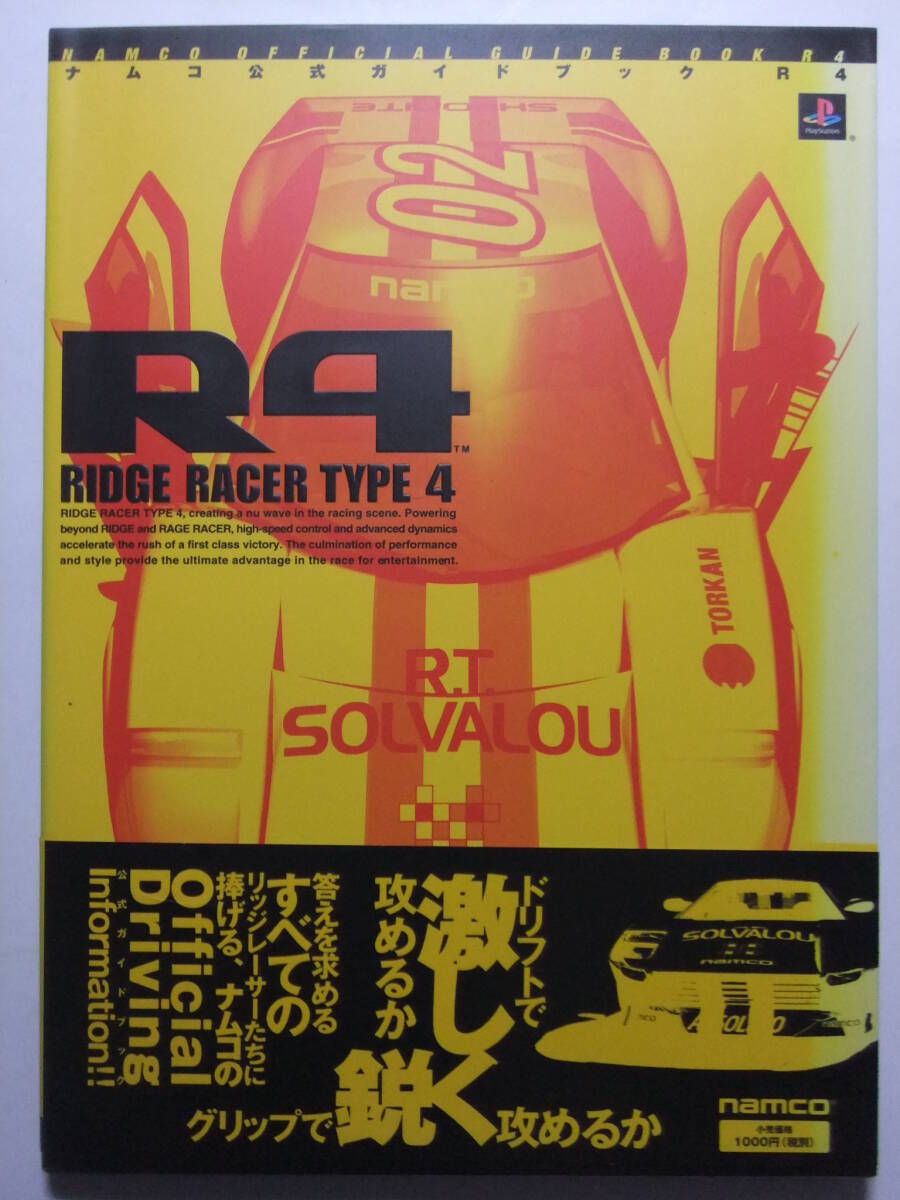 NAMCO OFFICIAL GUIDE BOOK R4
ナムコ公式ガイドブック R4
PlayStation
20
namco
R4
TM
RIDGE RACER TYPE 4
RIDGE RACER TYPE 4, creating a nu wave in the racing scene. Powering
beyond RIDGE and RAGE RACER, high-speed control and advanced dynamics
accelerate the rush of a first class victory. The culmination of performance
and style provide the ultimate advantage in the race for entertainment.
TORKAN
R.T.
SOLVALOU
ドリフトで
激しく
攻めるか
グリップで鋭く攻めるか
答えを求める
すべての
リッジレーサーたちに
捧げる、ナムコの
Official
Driving
Information!!
公式ガイドブック
SOLVALOU
namco
namco
namco
namco
小売価格
1000円(税別)